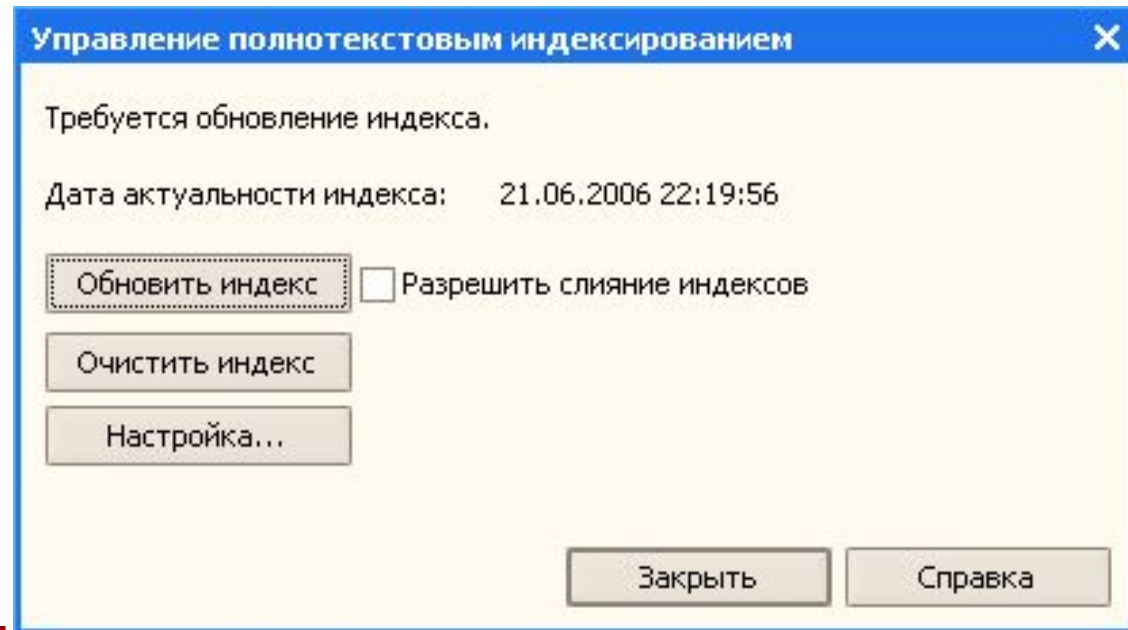 Управление полнотекстовым индексированием
Требуется обновление индекса.
Дата актуальности индекса: 21.06.2006 22:19:56
Обновить индекс Разрешить слияние индексов
Очистить индекс
Настройка...
Закрыть Справка